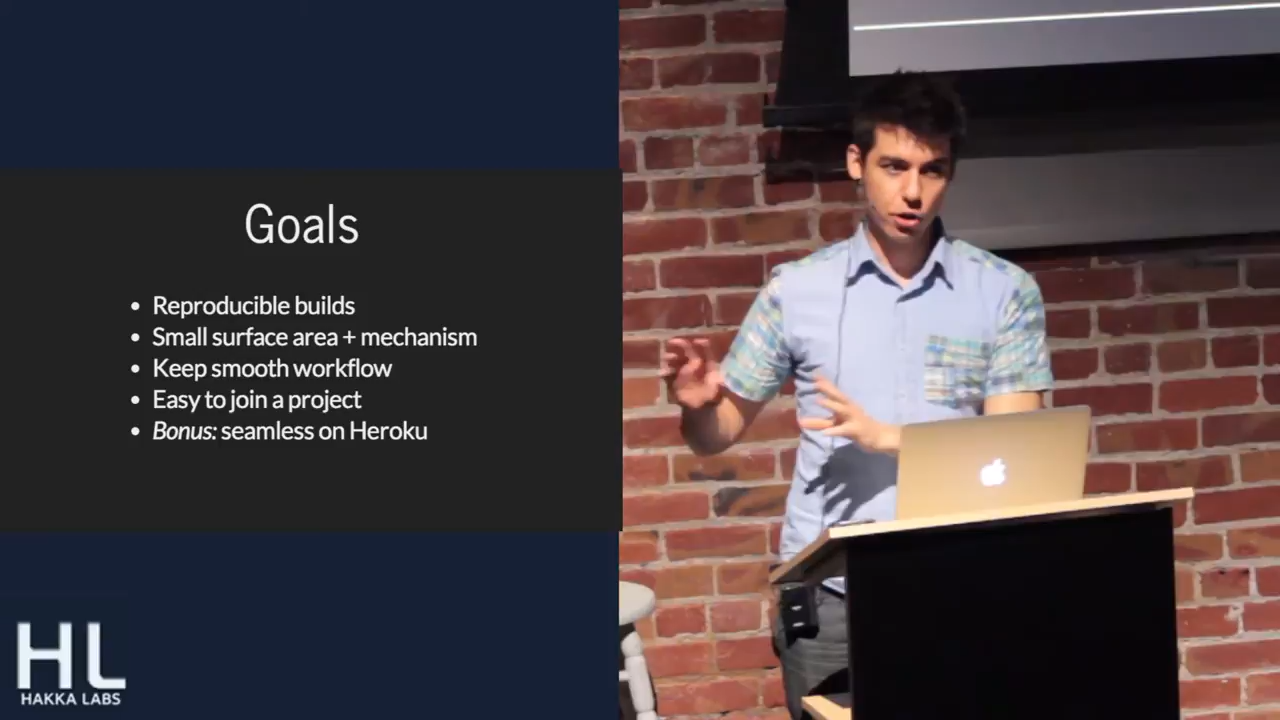 Goals
• Reproducible builds
• Small surface area + mechanism
• Keep smooth workflow
• Easy to join a project
• Bonus: seamless on Heroku
HL
HAKKA LABS